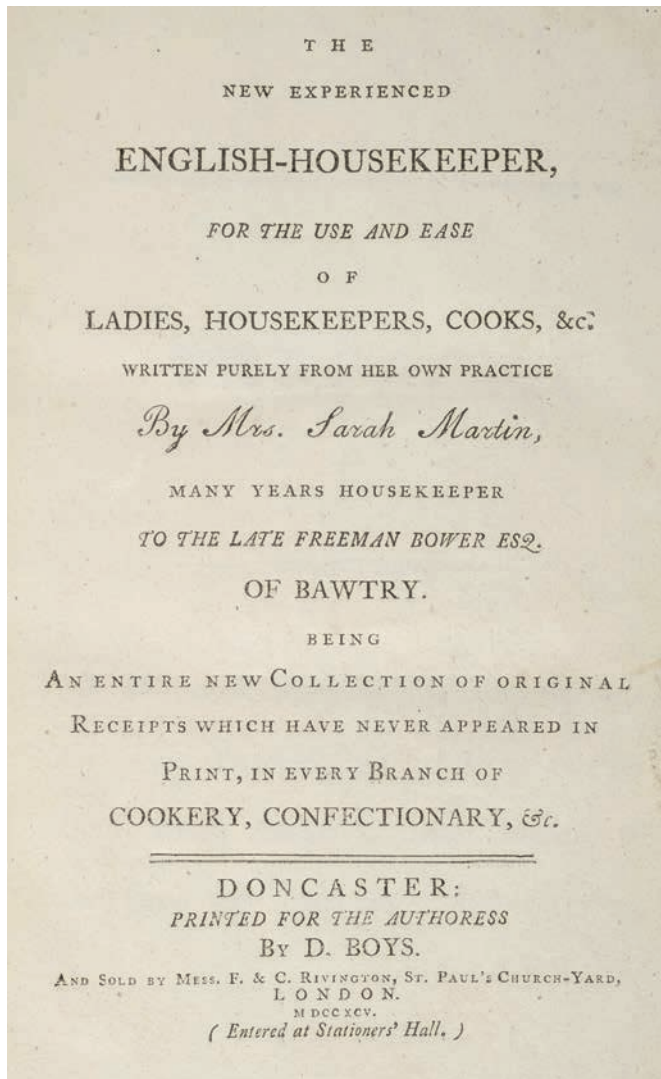 THE
NEW EXPERIENCED
ENGLISH-HOUSEKEEPER,
FOR THE USE AND EASE
OF
LADIES, HOUSEKEEPERS, COOKS, &c.
WRITTEN PURELY FROM HER OWN PRACTICE
By Mrs. Sarah Martin,
MANY YEARS HOUSEKEEPER
TO THE LATE FREEMAN BOWER ESQ.
OF BAWTRY.
BEING
AN ENTIRE NEW COLLECTION OF ORIGINAL
RECEIPTS WHICH HAVE NEVER APPEARED IN
PRINT, IN EVERY BRANCH OF
COOKERY, CONFECTIONARY, &c.
DONCASTER:
PRINTED FOR THE AUTHORESS
BY D. BOYS.
AND SOLD BY MESS. F. & C. RIVINGTON, ST. PAUL's CHURCH-YARD,
LONDON.
M DCC XCV.
( Entered at Stationers' Hall. )